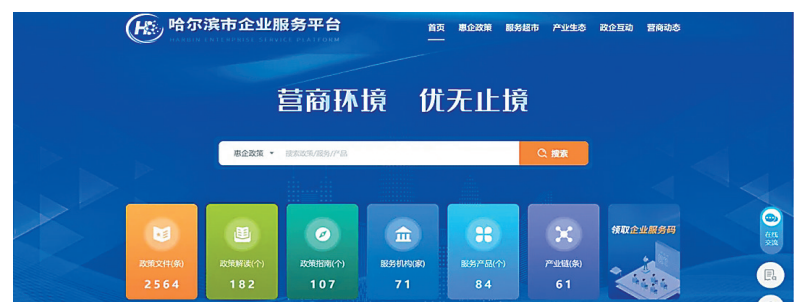 哈尔滨市企业服务平台
HARBIN ENTERPRISE SERVICE PLATFORM
首页 惠企政策 服务超市 产业生态 政企互动 营商动态
营商环境 优无止境
惠企政策 搜索政策/服务/产品 搜索
政策文件(条) 政策解读(个) 政策指南(个) 服务机构(家) 服务产品(个) 产业链(条) 领取企业服务码
2564 182 107 71 84 61
在线
交流